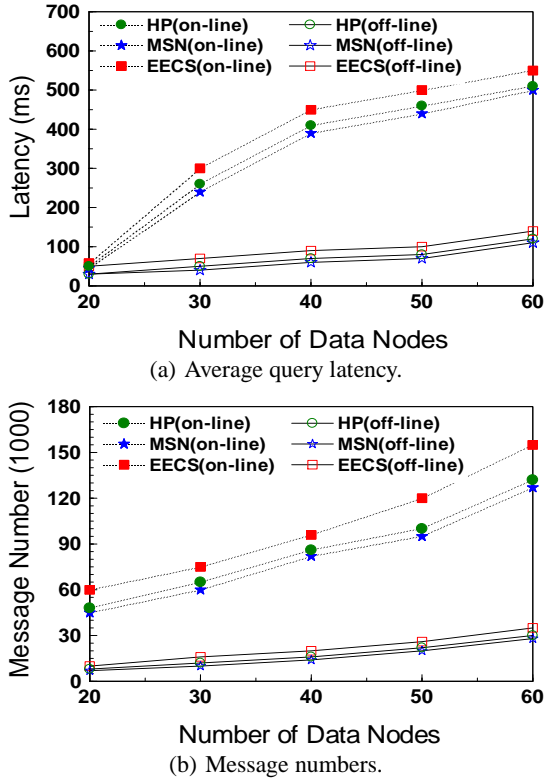 700
600
500
400
300
200
100
0
Latency (ms)
HP(on-line) HP(off-line)
MSN(on-line) MSN(off-line)
EECS(on-line) EECS(off-line)
20 30 40 50 60
Number of Data Nodes
(a) Average query latency.
180
150
120
90
60
30
0
Message Number (1000)
HP(on-line) HP(off-line)
MSN(on-line) MSN(off-line)
EECS(on-line) EECS(off-line)
20 30 40 50 60
Number of Data Nodes
(b) Message numbers.